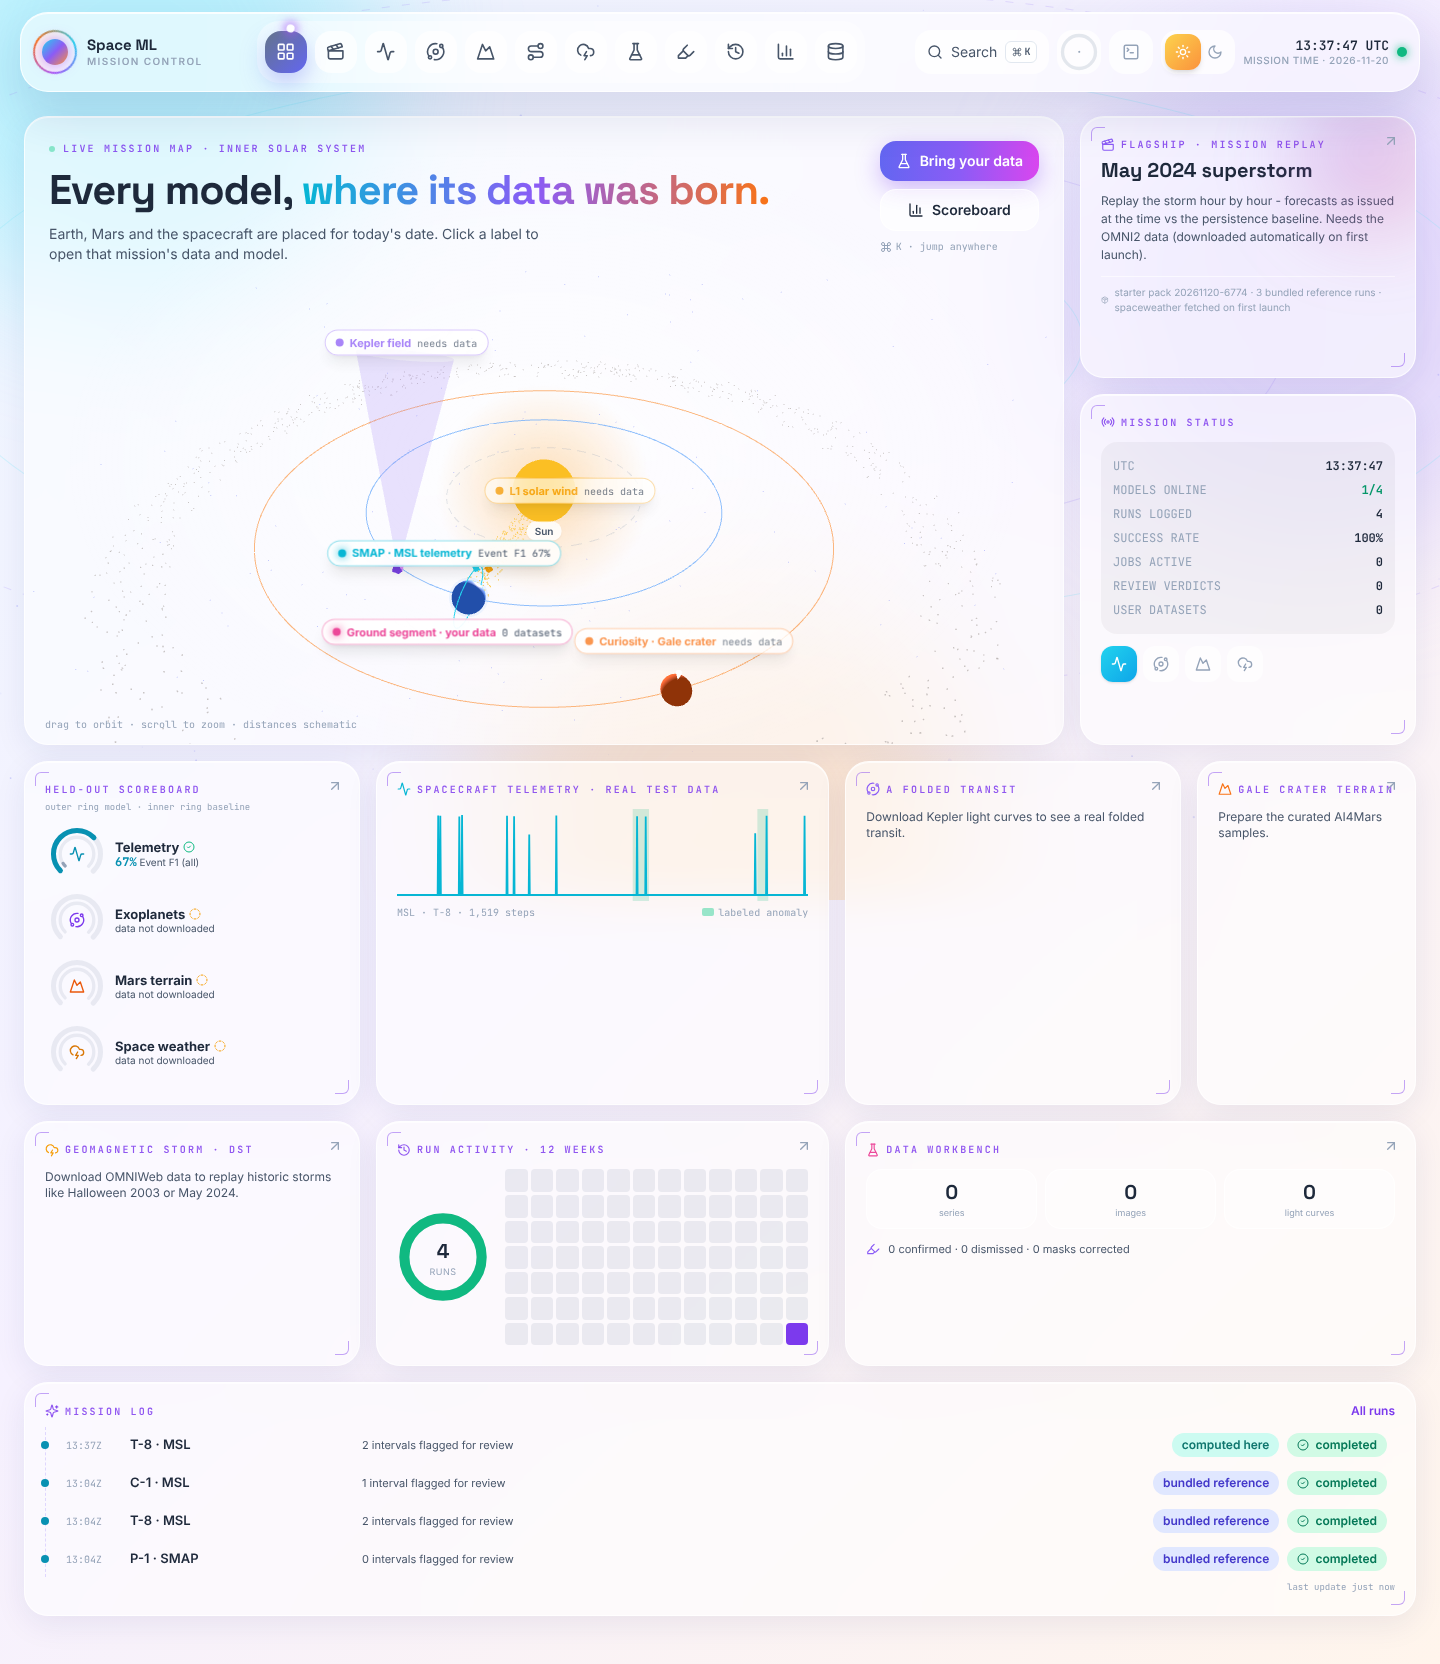 Space ML
MISSION CONTROL
Search ⌘ K
13:37:47 UTC
MISSION TIME · 2026-11-20
LIVE MISSION MAP · INNER SOLAR SYSTEM
Every model, where its data was born.
Earth, Mars and the spacecraft are placed for today's date. Click a label to
open that mission's data and model.
Bring your data
Scoreboard
⌘ K · jump anywhere
Kepler field needs data
L1 solar wind needs data
Sun
SMAP · MSL telemetry Event F1 67%
Ground segment · your data 0 datasets
Curiosity · Gale crater needs data
drag to orbit · scroll to zoom · distances schematic
FLAGSHIP · MISSION REPLAY
May 2024 superstorm
Replay the storm hour by hour - forecasts as issued
at the time vs the persistence baseline. Needs the
OMNI2 data (downloaded automatically on first
launch).
starter pack 20261120-6774 · 3 bundled reference runs ·
spaceweather fetched on first launch
MISSION STATUS
UTC 13:37:47
MODELS ONLINE 1/4
RUNS LOGGED 4
SUCCESS RATE 100%
JOBS ACTIVE 0
REVIEW VERDICTS 0
USER DATASETS 0
HELD-OUT SCOREBOARD
outer ring model · inner ring baseline
Telemetry
67% Event F1 (all)
Exoplanets
data not downloaded
Mars terrain
data not downloaded
Space weather
data not downloaded
SPACECRAFT TELEMETRY · REAL TEST DATA
MSL · T-8 · 1,519 steps
labeled anomaly
A FOLDED TRANSIT
Download Kepler light curves to see a real folded
transit.
GALE CRATER TERRAIN
Prepare the curated AI4Mars
samples.
GEOMAGNETIC STORM · DST
Download OMNIWeb data to replay historic storms
like Halloween 2003 or May 2024.
RUN ACTIVITY · 12 WEEKS
4
RUNS
DATA WORKBENCH
0 0 0
series images light curves
0 confirmed · 0 dismissed · 0 masks corrected
MISSION LOG
All runs
13:37Z T-8 · MSL 2 intervals flagged for review computed here completed
13:04Z C-1 · MSL 1 interval flagged for review bundled reference completed
13:04Z T-8 · MSL 2 intervals flagged for review bundled reference completed
13:04Z P-1 · SMAP 0 intervals flagged for review bundled reference completed
last update just now